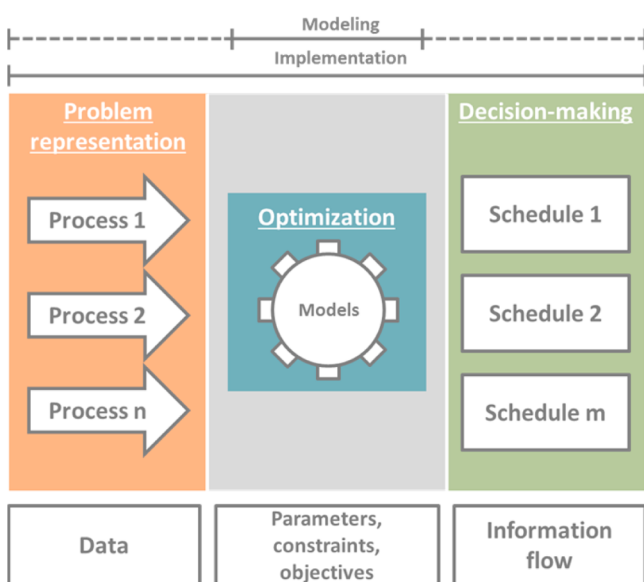 Modeling
Implementation
Problem
representation
Process 1
Process 2
Process n
Optimization
Models
Decision-making
Schedule 1
Schedule 2
Schedule m
Data
Parameters,
constraints,
objectives
Information
flow